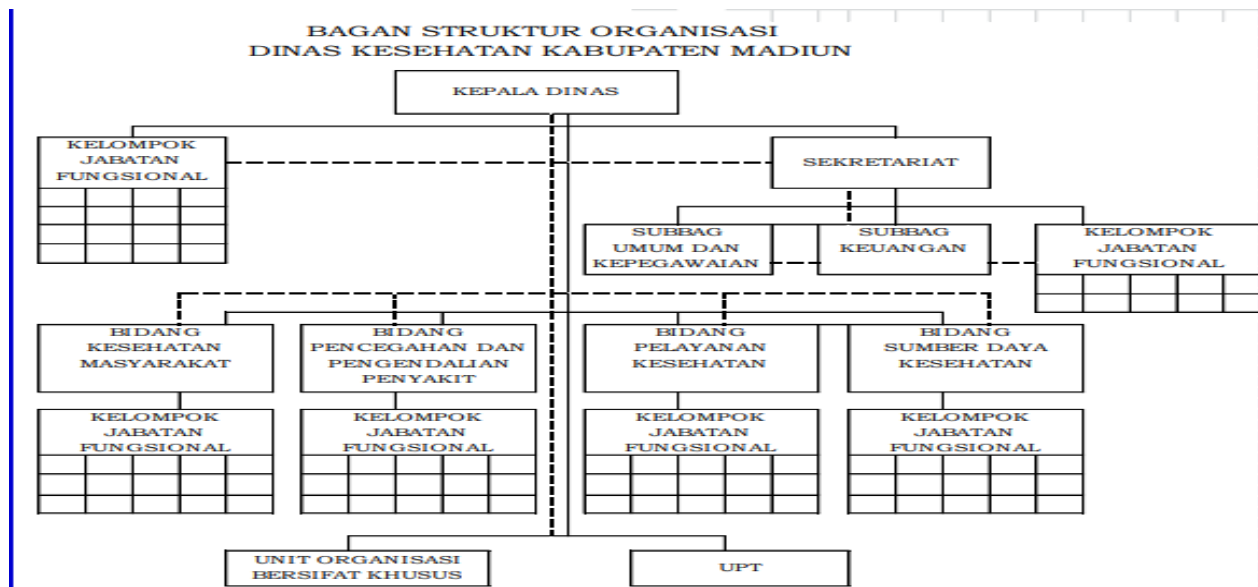 BAGAN STRUKTUR ORGANISASI
DINAS KESEHATAN KABUPATEN MADIUN
KEPALA DINAS
KELOMPOK
JABATAN
FUNGSIONAL
SEKRETARIAT
SUBBAG
UMUM DAN
KEPEGAWAIAN
SUBBAG
KEUANGAN
KELOMPOK
JABATAN
FUNGSIONAL
BIDANG
KESEHATAN
MASYARAKAT
BIDANG
PENCEGAHAN DAN
PENGENDALIAN
PENYAKIT
BIDANG
PELAYANAN
KESEHATAN
BIDANG
SUMBER DAYA
KESEHATAN
KELOMPOK
JABATAN
FUNGSIONAL
KELOMPOK
JABATAN
FUNGSIONAL
KELOMPOK
JABATAN
FUNGSIONAL
KELOMPOK
JABATAN
FUNGSIONAL
UNIT ORGANISASI
BERSIFAT KHUSUS
UPT